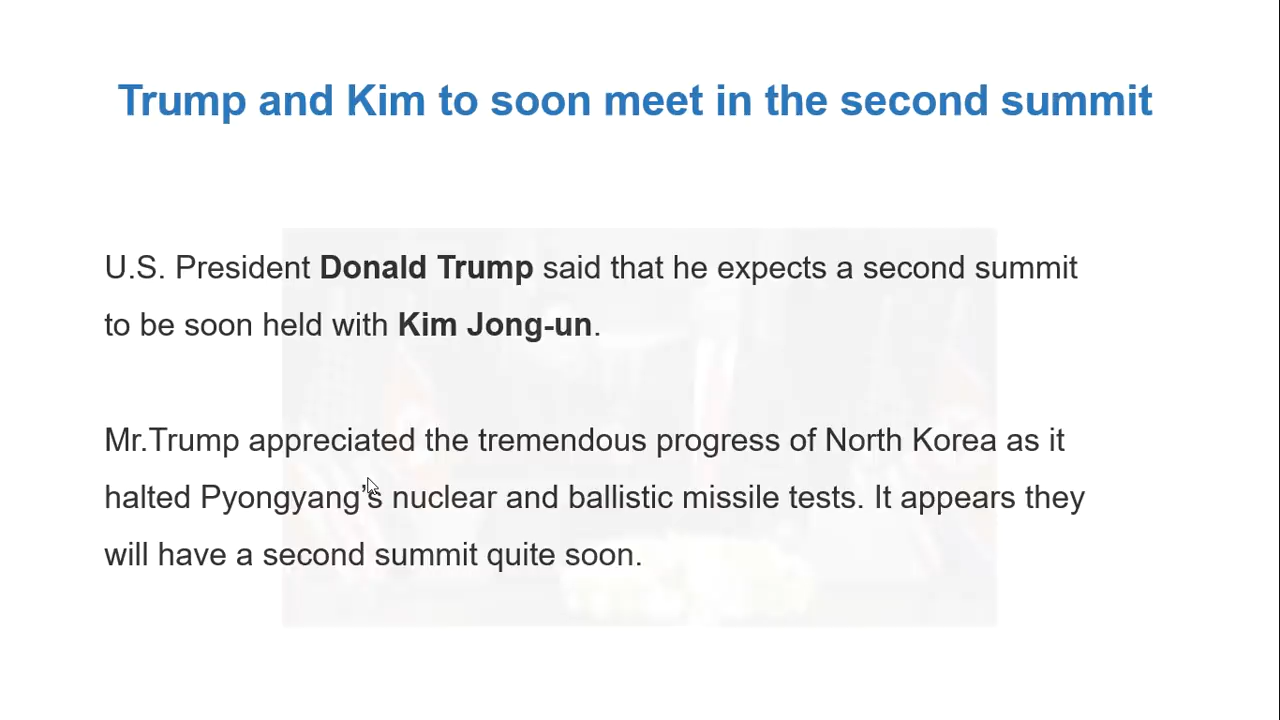 Trump and Kim to soon meet in the second summit
U.S. President Donald Trump said that he expects a second summit
to be soon held with Kim Jong-un.
Mr.Trump appreciated the tremendous progress of North Korea as it
halted Pyongyang’s nuclear and ballistic missile tests. It appears they
will have a second summit quite soon.